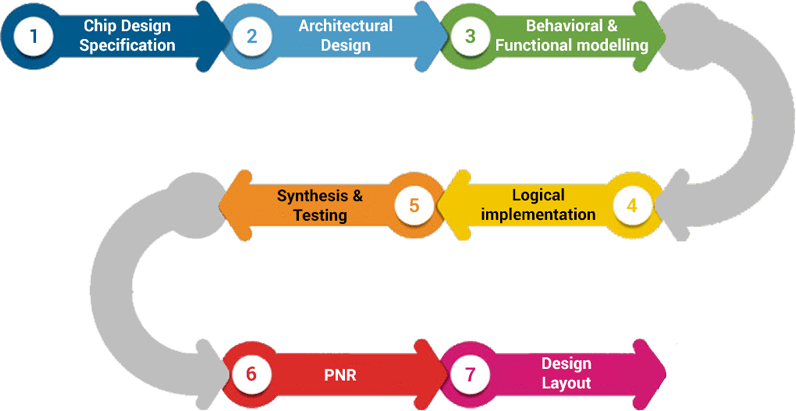 1
Chip Design
Specification
2
Architectural
Design
3
Behavioral &
Functional modelling
4
Logical
implementation
5
Synthesis &
Testing
6
PNR
7
Design
Layout